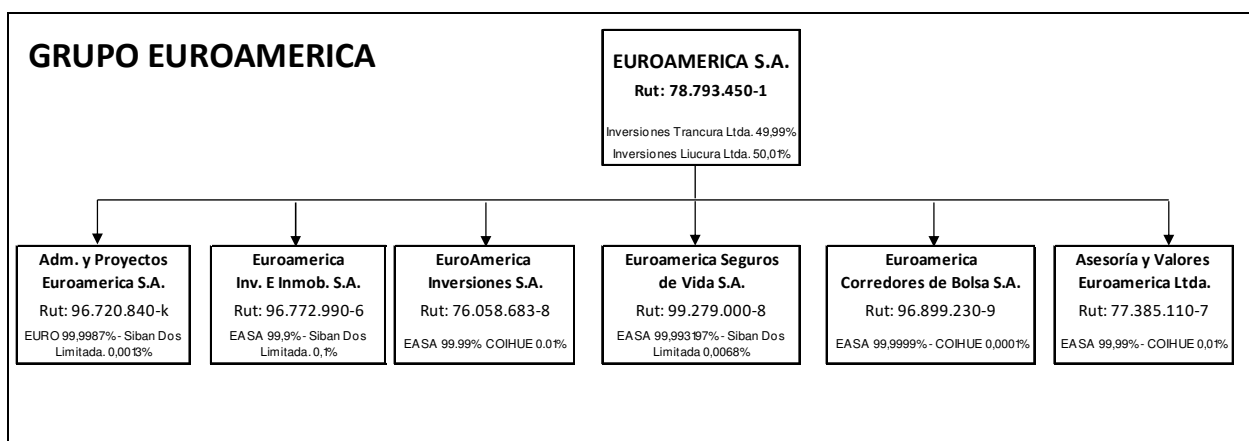 GRUPO EUROAMERICA
EUROAMERICA S.A.
Rut: 78.793.450-1
Inversiones Trancura Ltda. 49,99%
Inversiones Liucura Ltda. 50,01%
Adm. y Proyectos
Euroamerica S.A.
Rut: 96.720.840-k
EURO 99,9987% - Siban Dos
Limitada. 0,0013%
Euroamerica
Inv. E Inmob. S.A.
Rut: 96.772.990-6
EASA 99,9% - Siban Dos
Limitada. 0,1%
EuroAmerica
Inversiones S.A.
Rut: 76.058.683-8
EASA 99.99% COIHUE 0.01%
Euroamerica Seguros
de Vida S.A.
Rut: 99.279.000-8
EASA 99,993197% - Siban Dos
Limitada 0,0068%
Euroamerica
Corredores de Bolsa S.A.
Rut: 96.899.230-9
EASA 99,9999% - COIHUE 0,0001%
Asesoría y Valores
Euroamerica Ltda.
Rut: 77.385.110-7
EASA 99,99% - COIHUE 0,01%